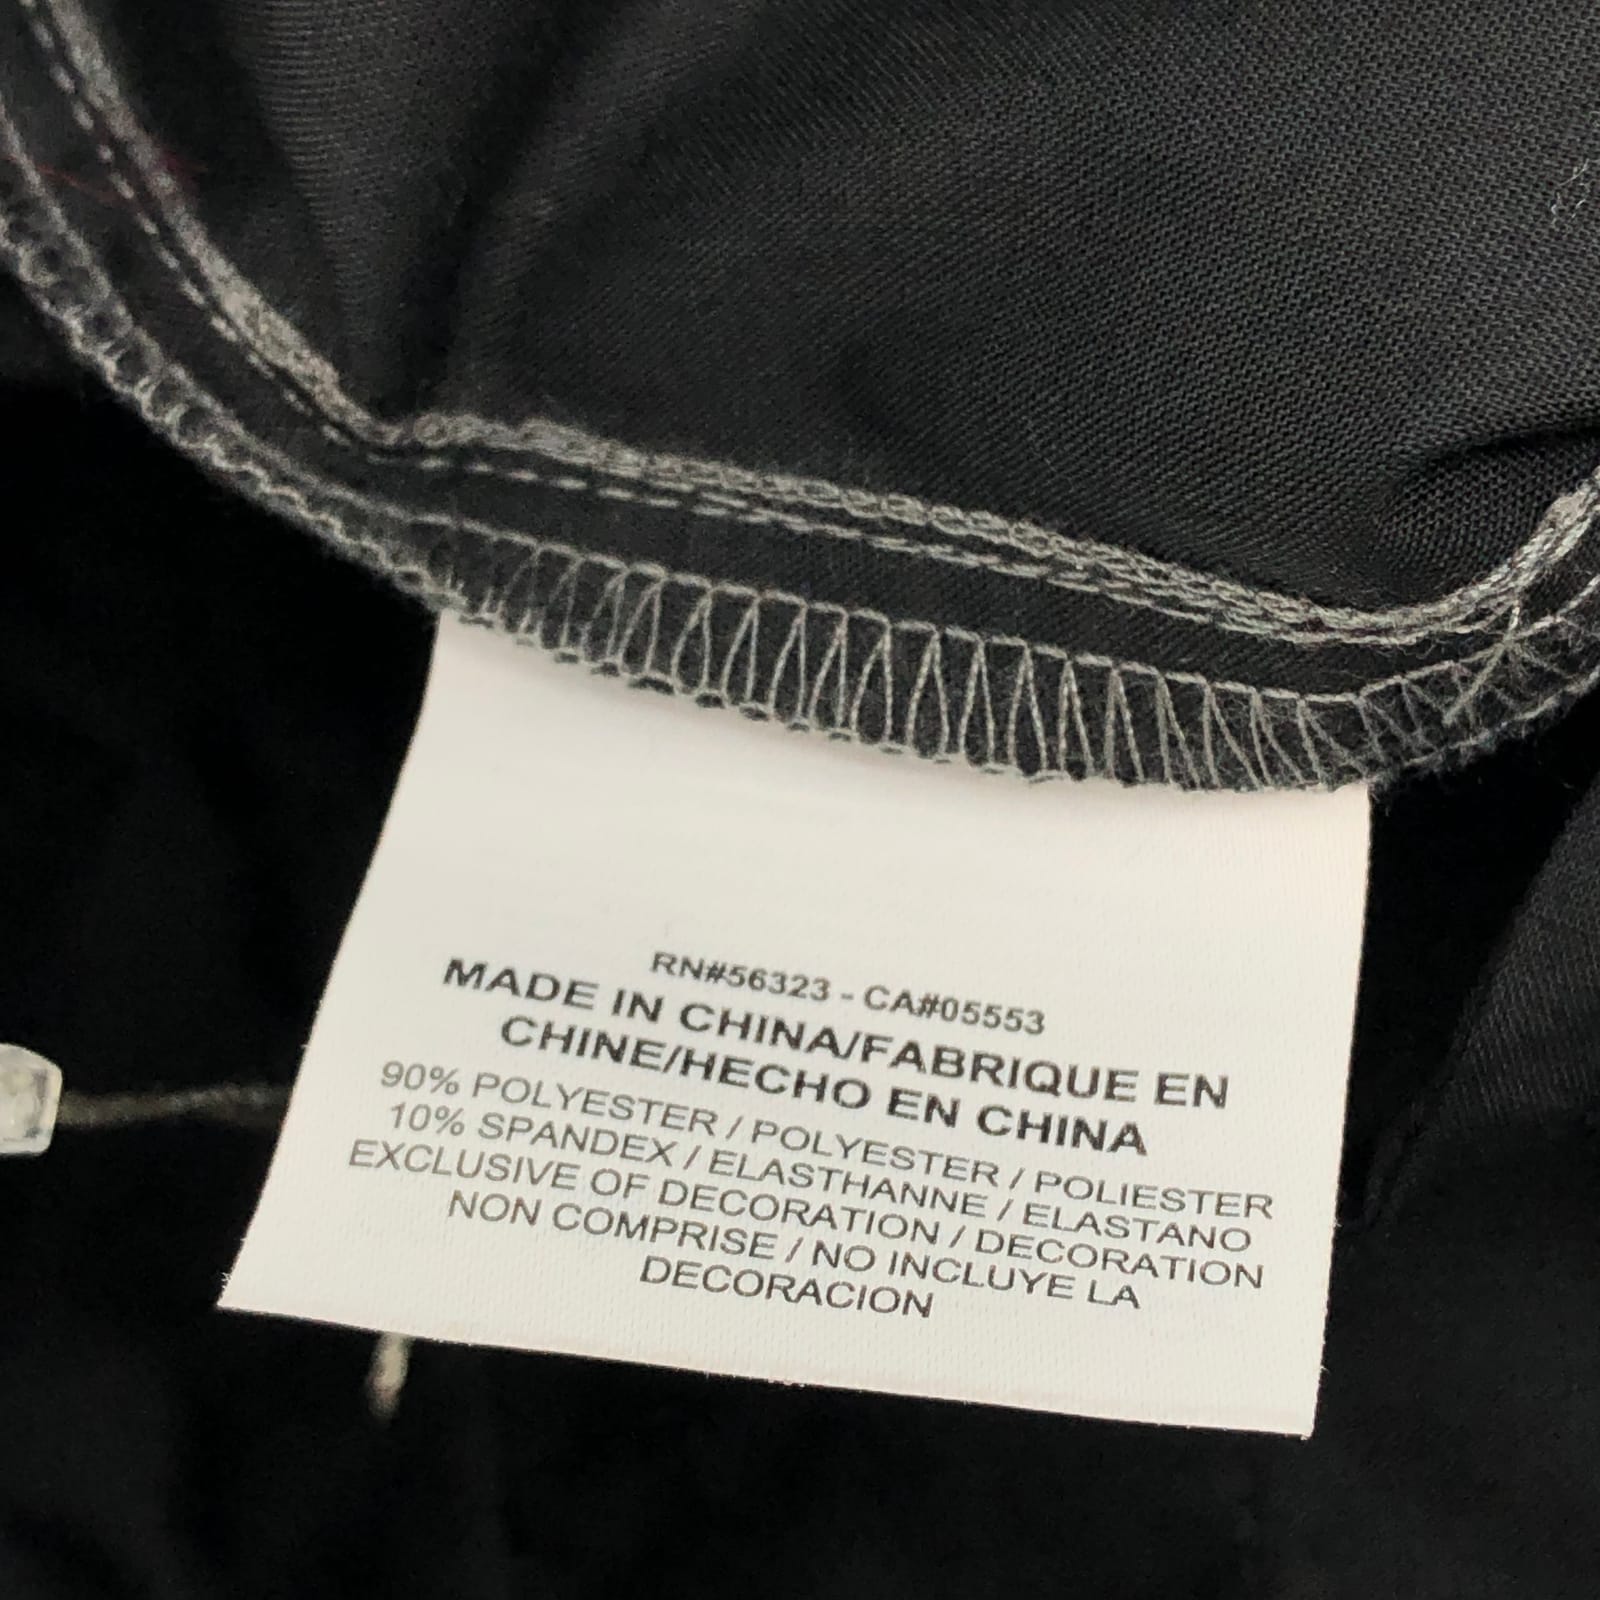 RN#56323 - CA#05553
MADE IN CHINA/FABRIQUE EN
CHINE/HECHO EN CHINA
90% POLYESTER / POLYESTER / POLIESTER
10% SPANDEX / ELASTHANNE / ELASTANO
EXCLUSIVE OF DECORATION / DECORATION
NON COMPRISE / NO INCLUYE LA
DECORACION